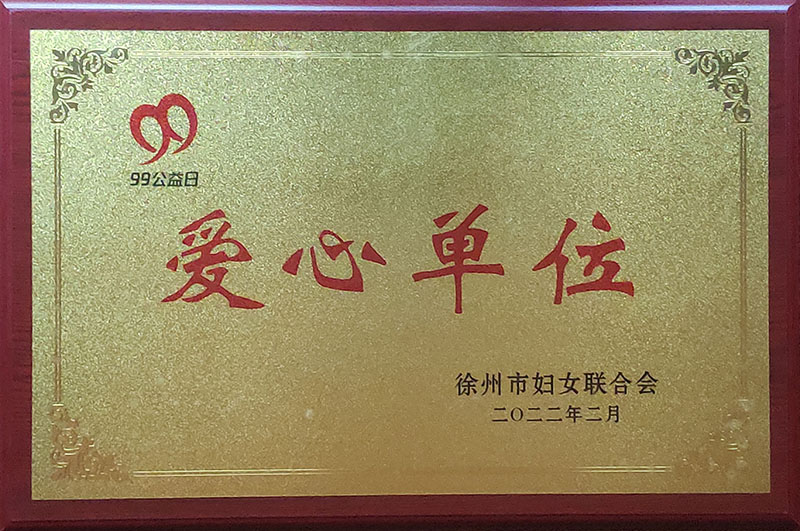 99公益日
爱心单位
徐州市妇女联合会
二〇二二年二月